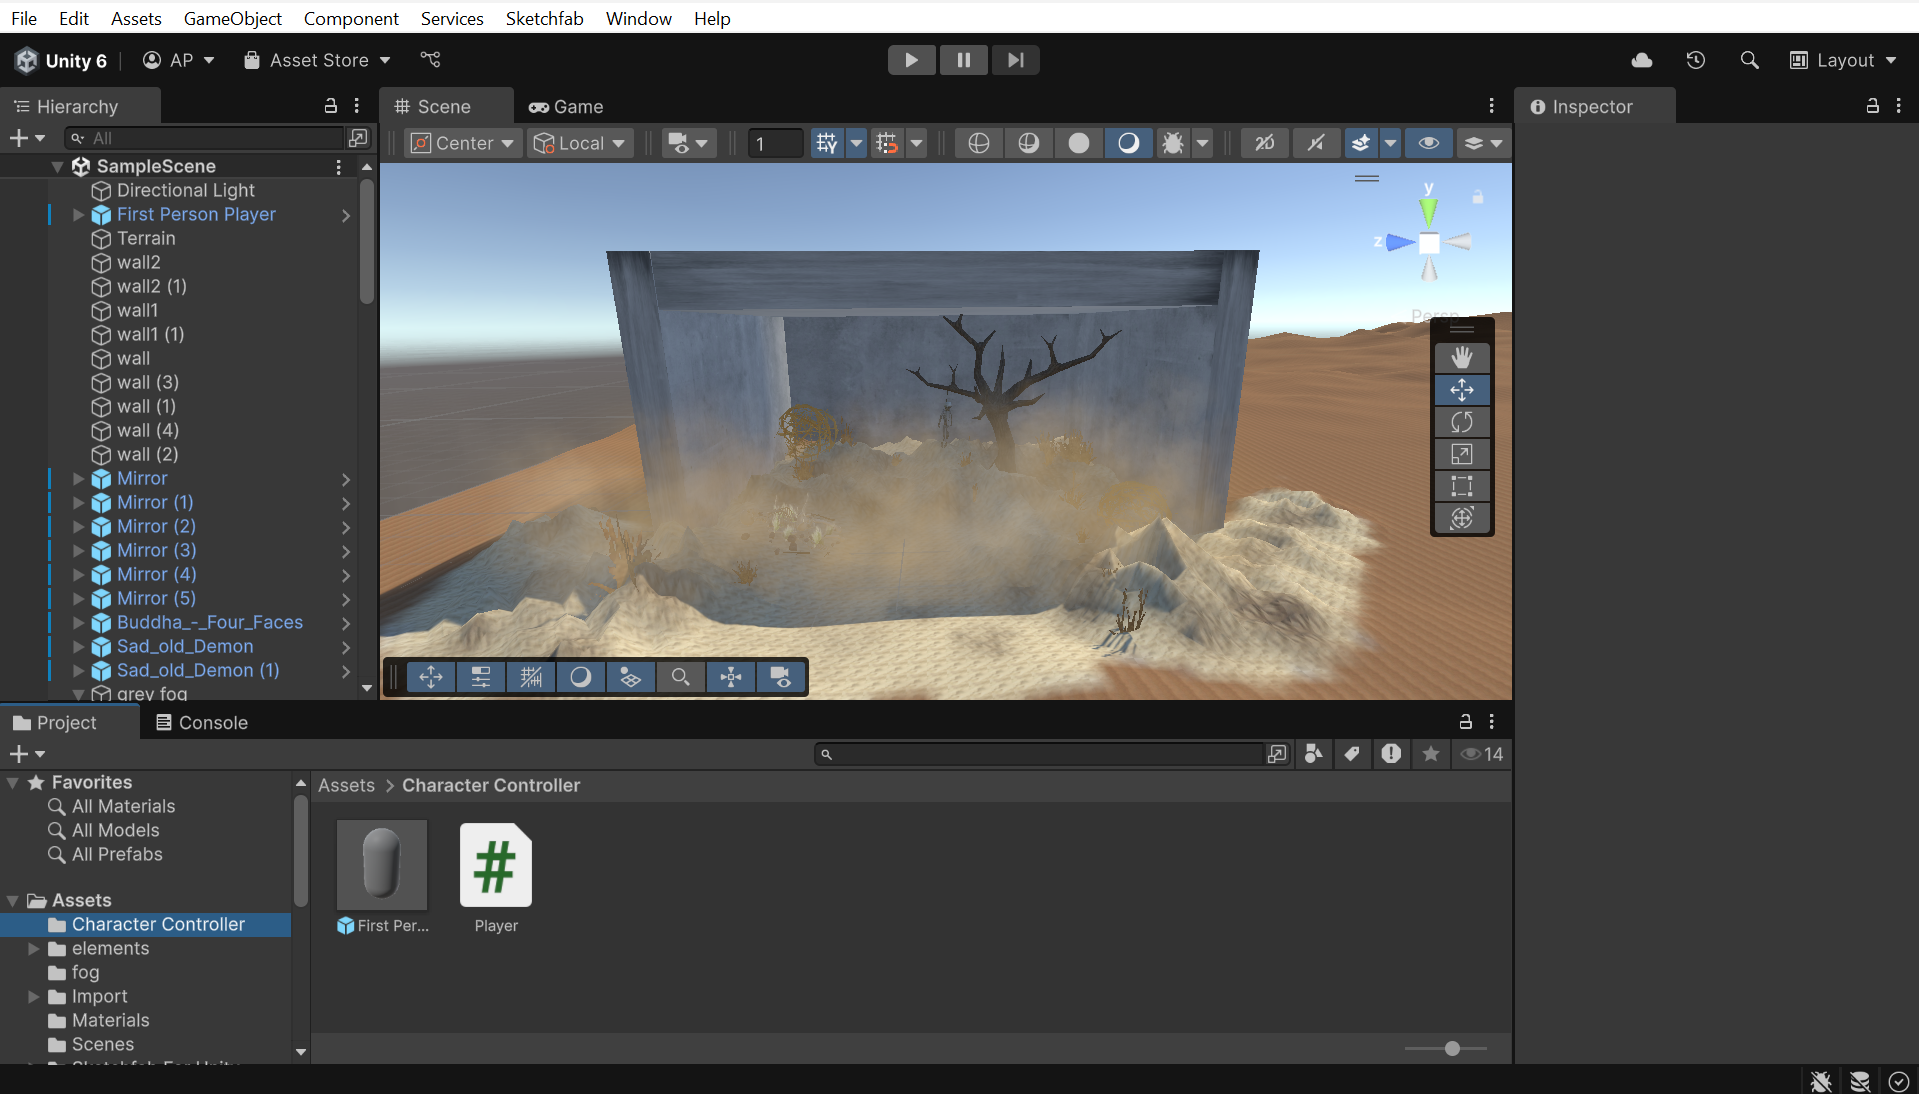 File Edit Assets GameObject Component Services Sketchfab Window Help
Unity 6 AP Asset Store Layout
Hierarchy
Scene Game
Inspector
All
Center Local 1 2D
SampleScene
Directional Light
First Person Player
Terrain
wall2
wall2 (1)
wall1
wall1 (1)
wall
wall (3)
wall (1)
wall (4)
wall (2)
Mirror
Mirror (1)
Mirror (2)
Mirror (3)
Mirror (4)
Mirror (5)
Buddha_-_Four_Faces
Sad_old_Demon
Sad_old_Demon (1)
grey fog
y
z
Persp
Project Console
14
Favorites
All Materials
All Models
All Prefabs
Assets
Character Controller
elements
fog
Import
Materials
Scenes
Sketchfab For Unity
Assets > Character Controller
First Per...
Player